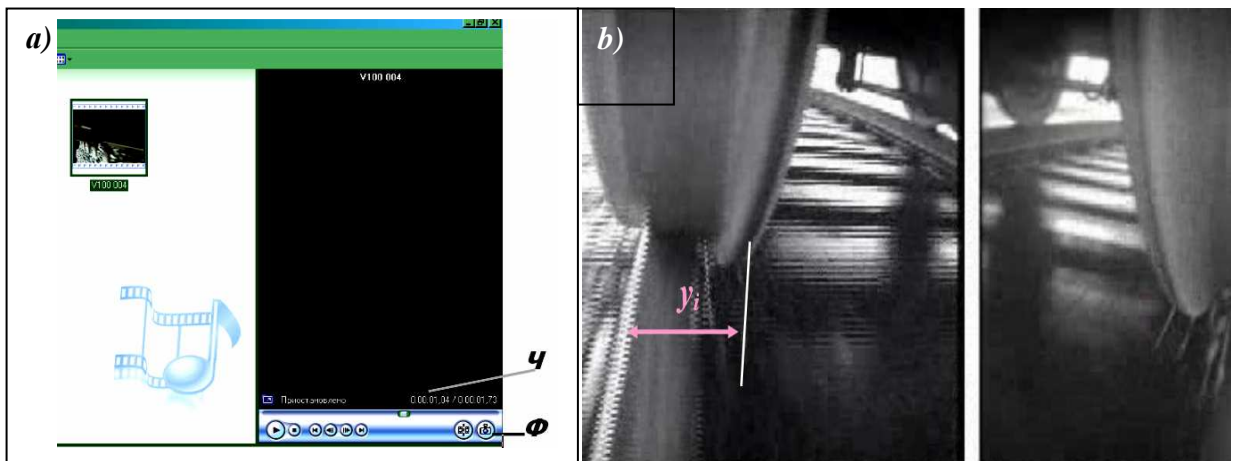 a)
V100 004
V100 004
Ч
Приостановлено 0:00:01,04 / 0:00:01,73
Ф
b)
yi